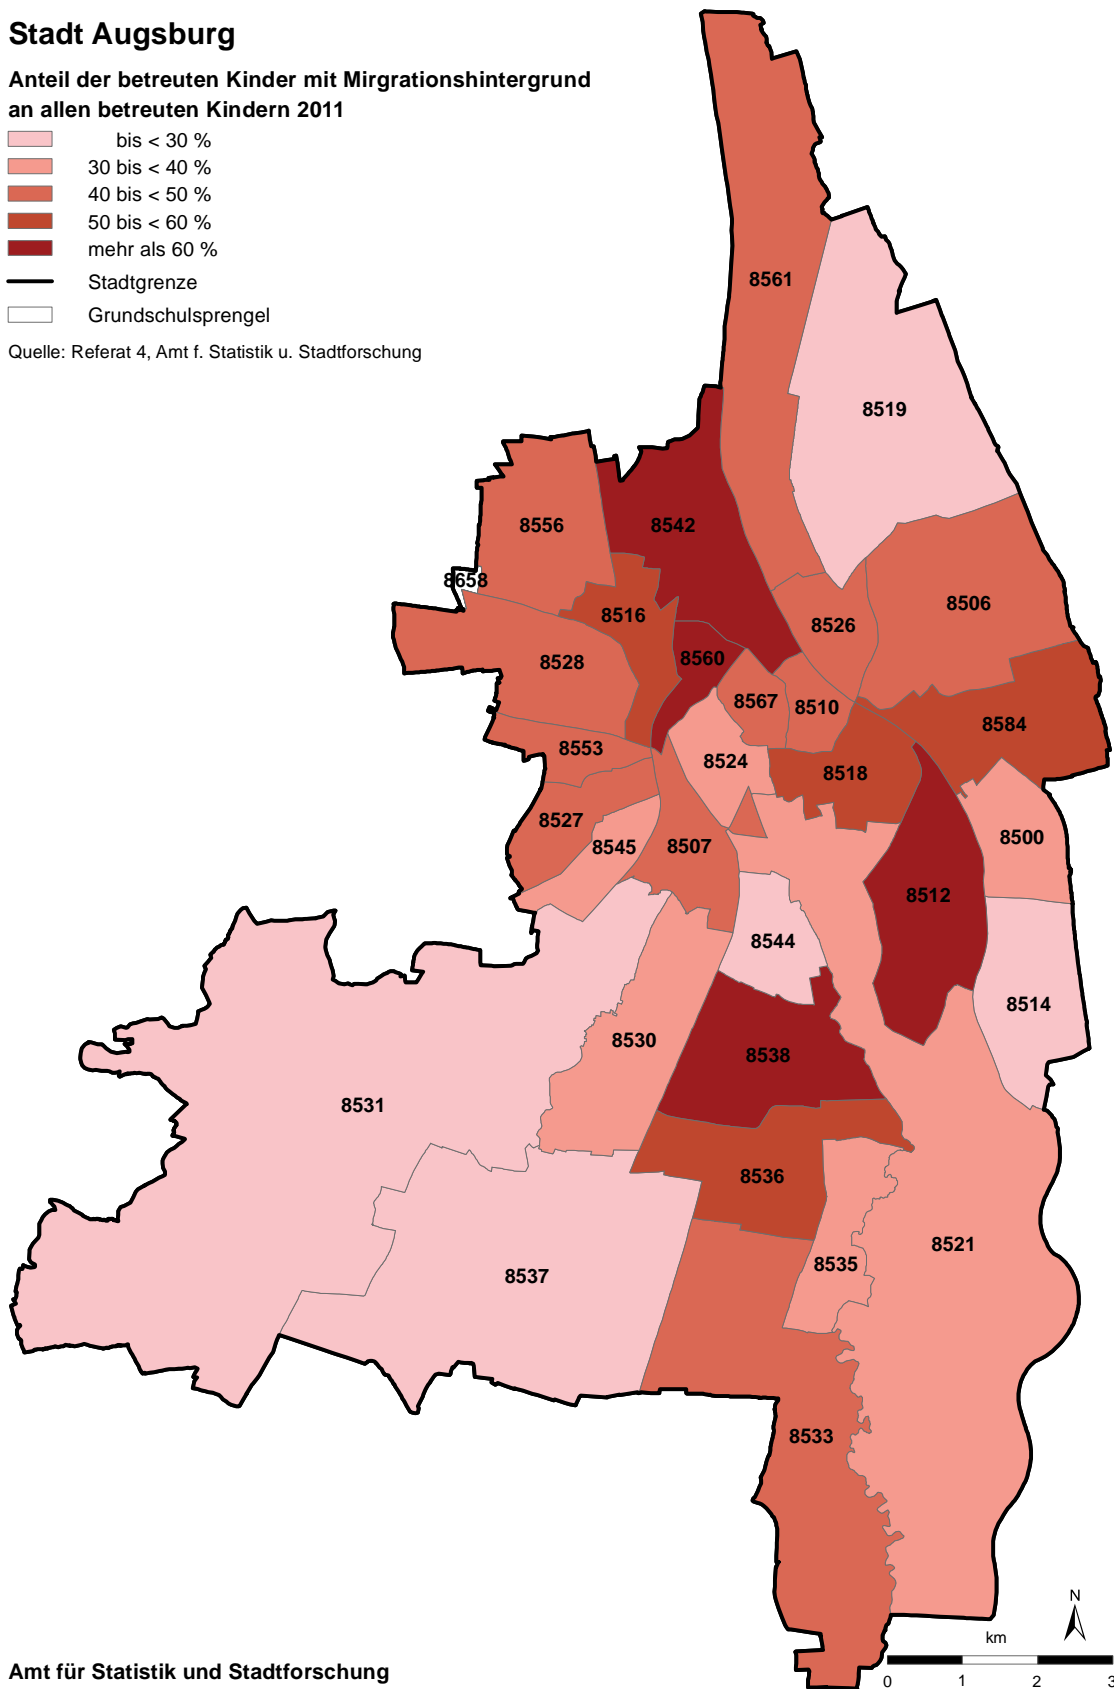 Stadt Augsburg
Anteil der betreuten Kinder mit Mirgrationshintergrund
an allen betreuten Kindern 2011
bis < 30 %
30 bis < 40 %
40 bis < 50 %
50 bis < 60 %
mehr als 60 %
Stadtgrenze
Grundschulsprengel
Quelle: Referat 4, Amt f. Statistik u. Stadtforschung
8561
8519
8556
8542
8658
8516
8526
8506
8528
8560
8567
8510
8584
8553
8524
8518
8527
8545
8507
8500
8512
8544
8514
8530
8538
8531
8536
8521
8535
8537
8533
N
km
0 1 2 3
Amt für Statistik und Stadtforschung